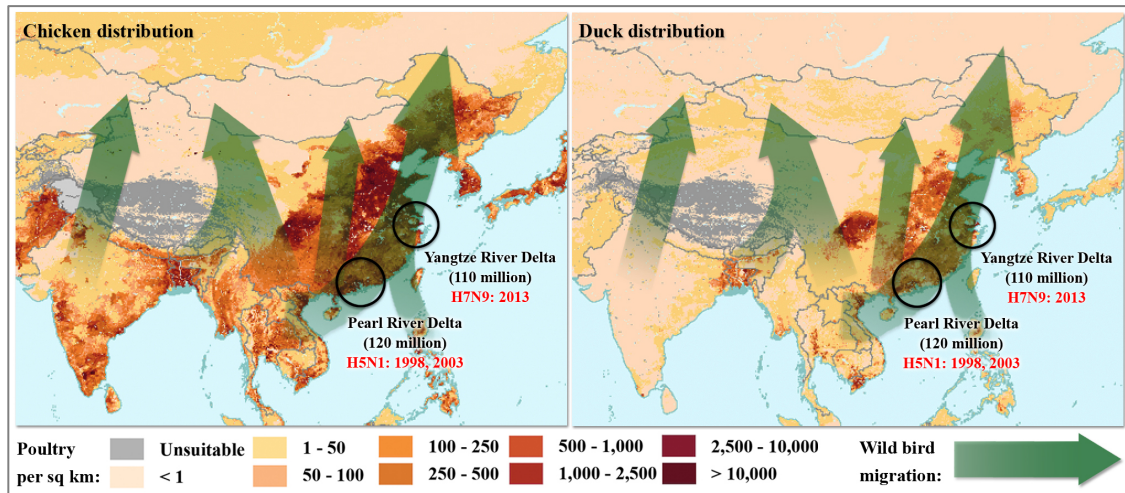 Chicken distribution
Yangtze River Delta
(110 million)
H7N9: 2013
Pearl River Delta
(120 million)
H5N1: 1998, 2003
Duck distribution
Yangtze River Delta
(110 million)
H7N9: 2013
Pearl River Delta
(120 million)
H5N1: 1998, 2003
Poultry
per sq km:
Unsuitable
< 1
1 - 50
50 - 100
100 - 250
250 - 500
500 - 1,000
1,000 - 2,500
2,500 - 10,000
> 10,000
Wild bird
migration: